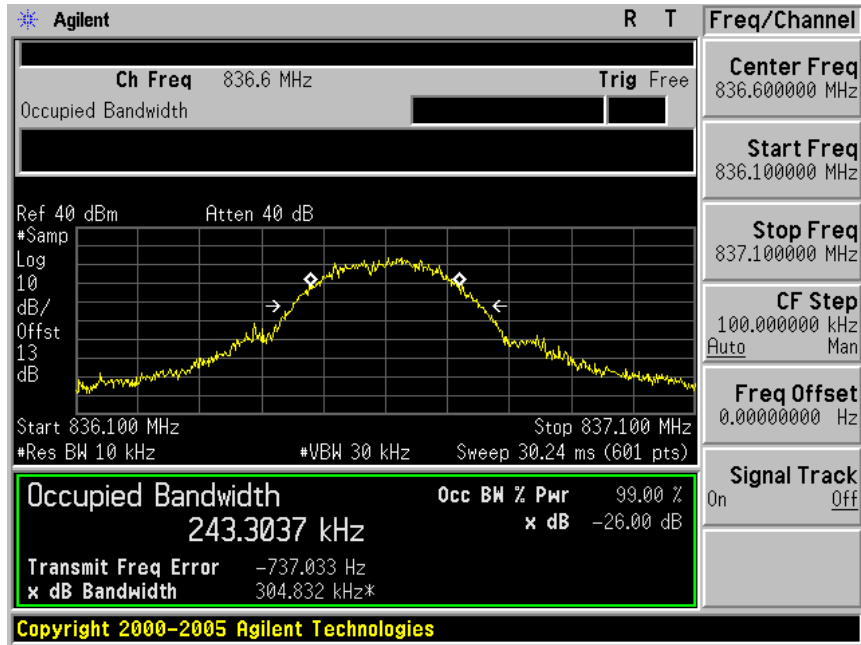 Agilent R T
Freq/Channel
Ch Freq 836.6 MHz Trig Free
Occupied Bandwidth
Center Freq
836.600000 MHz
Start Freq
836.100000 MHz
Stop Freq
837.100000 MHz
CF Step
100.000000 kHz
Auto Man
Freq Offset
0.00000000 Hz
Signal Track
On Off
Ref 40 dBm Atten 40 dB
#Samp
Log
10
dB/
Offst
13
dB
Start 836.100 MHz Stop 837.100 MHz
#Res BW 10 kHz #VBW 30 kHz Sweep 30.24 ms (601 pts)
Occupied Bandwidth
243.3037 kHz
Occ BW % Pwr 99.00 %
x dB -26.00 dB
Transmit Freq Error -737.033 Hz
x dB Bandwidth 304.832 kHz*
Copyright 2000-2005 Agilent Technologies